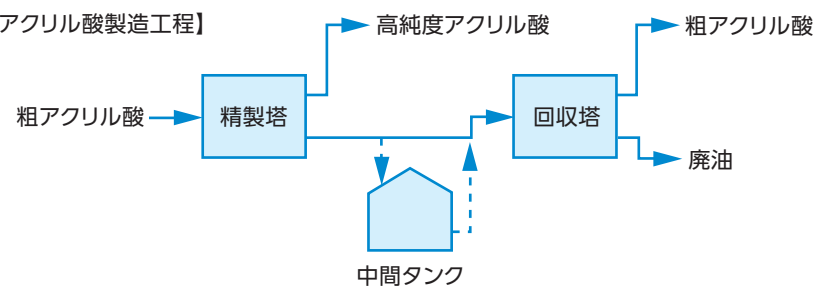 アクリル酸製造工程】
高純度アクリル酸
粗アクリル酸
粗アクリル酸
精製塔
回収塔
廃油
中間タンク